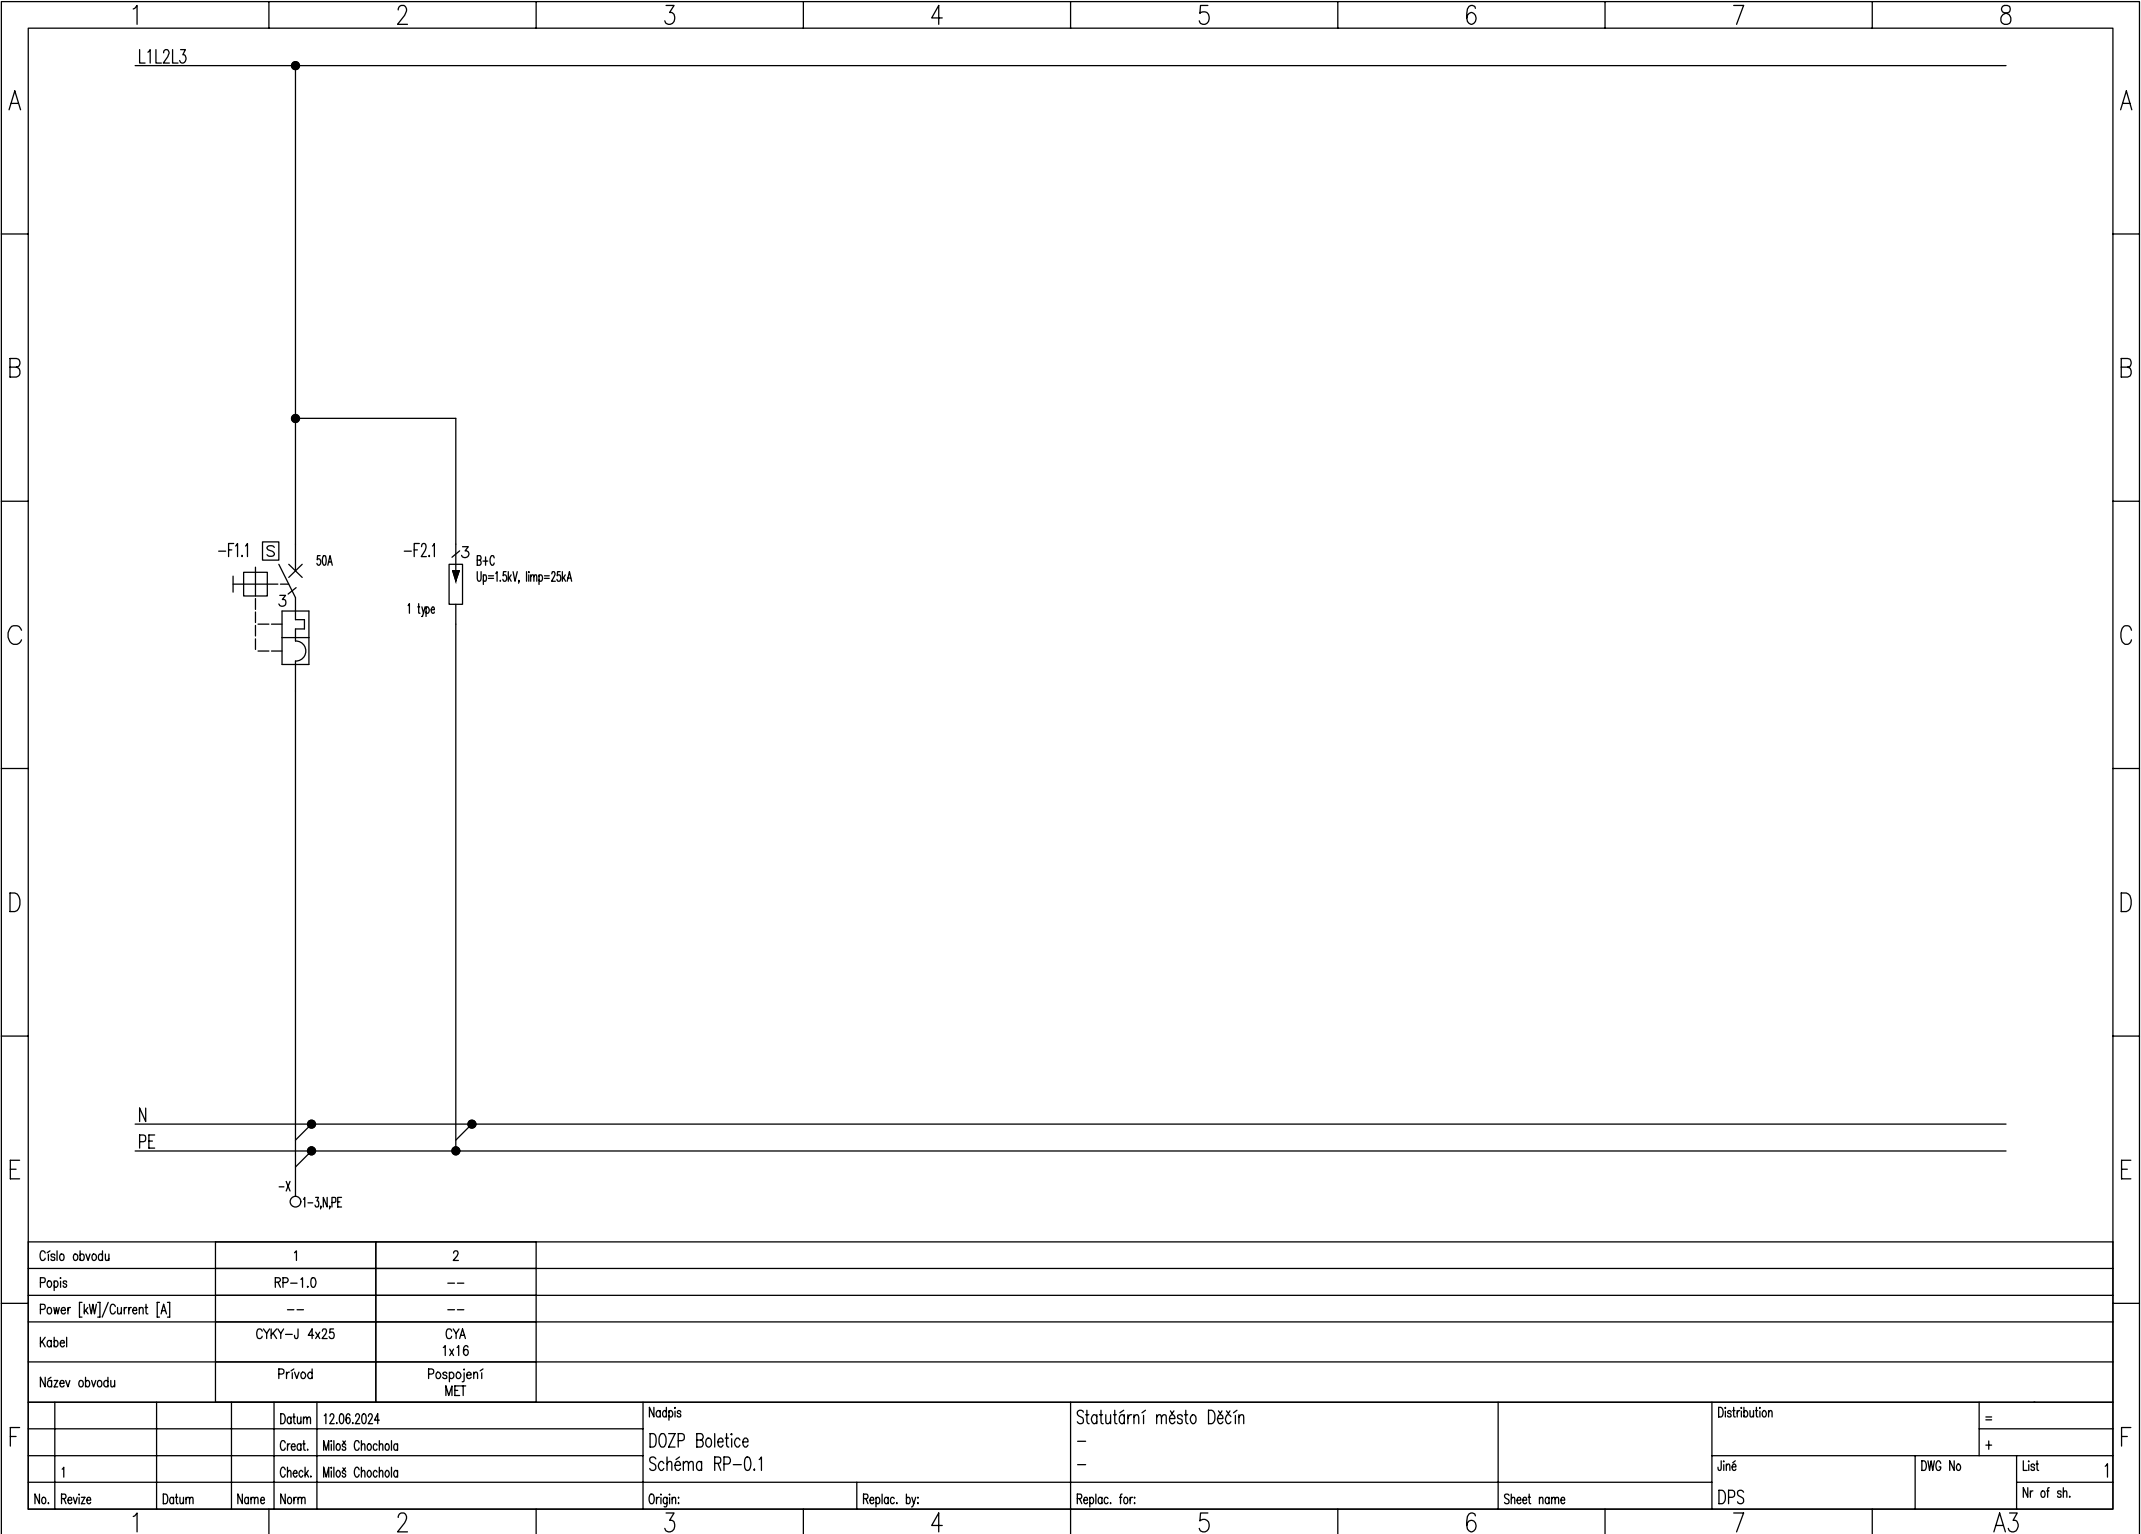 1 2 3 4 5 6 7 8
L1L2L3
A A
B B
-F1.1 S 50A
3
-F2.1 3 B+C
Up=1.5kV, Iimp=25kA
1 type
C C
D D
N
PE
E E
-X
1-3,N,PE
Císlo obvodu 1 2
Popis RP-1.0 --
Power [kW]/Current [A] -- --
Kabel CYKY-J 4x25 CYA
1x16
Název obvodu Prívod Pospojení
MET
F F
Datum 12.06.2024
Creat. Miloš Chochola
1 Check. Miloš Chochola
No. Revize Datum Name Norm
Nadpis
DOZP Boletice
Schéma RP-0.1
Origin: Replac. by:
Statutární město Děčín
-
-
Replac. for: Sheet name
Distribution =
+
Jiné DWG No List 1
DPS Nr of sh.
1 2 3 4 5 6 7 A3